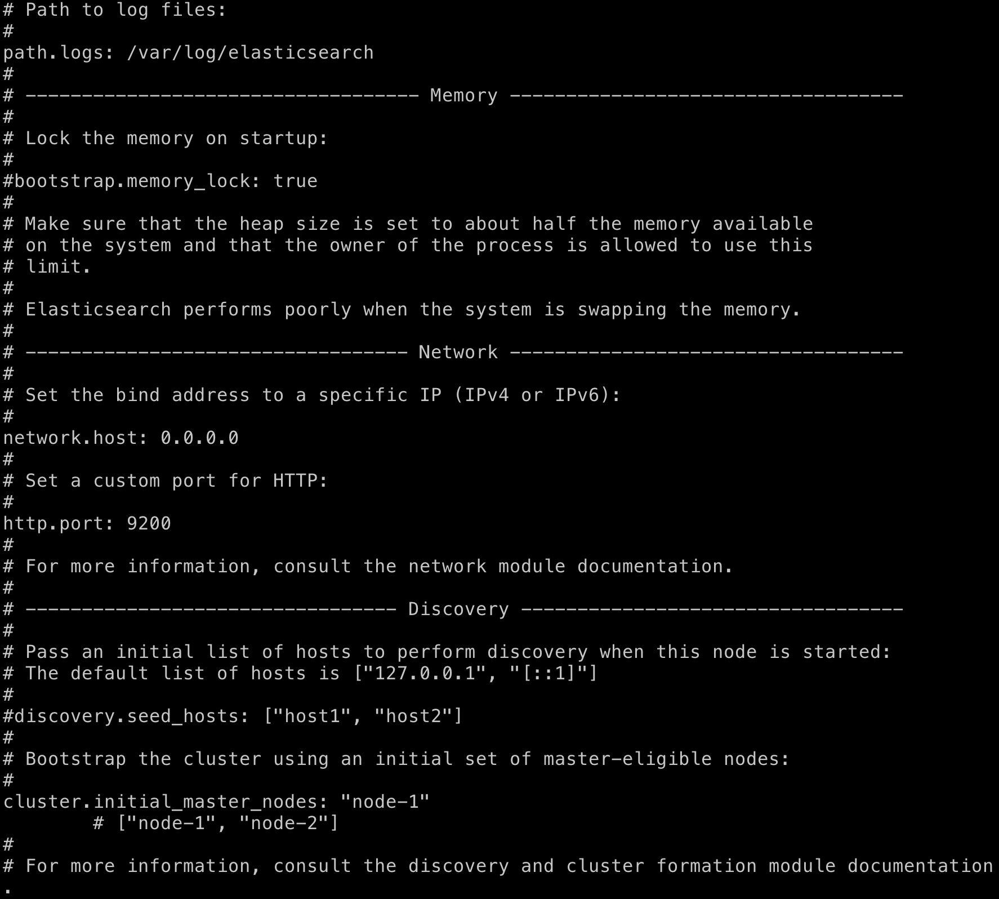 # Path to log files:
#
path.logs: /var/log/elasticsearch
#
# ----------------------------------- Memory -----------------------------------
#
# Lock the memory on startup:
#
#bootstrap.memory_lock: true
#
# Make sure that the heap size is set to about half the memory available
# on the system and that the owner of the process is allowed to use this
# limit.
#
# Elasticsearch performs poorly when the system is swapping the memory.
#
# ---------------------------------- Network -----------------------------------
#
# Set the bind address to a specific IP (IPv4 or IPv6):
#
network.host: 0.0.0.0
#
# Set a custom port for HTTP:
#
http.port: 9200
#
# For more information, consult the network module documentation.
#
# --------------------------------- Discovery ----------------------------------
#
# Pass an initial list of hosts to perform discovery when this node is started:
# The default list of hosts is ["127.0.0.1", "[::1]"]
#
#discovery.seed_hosts: ["host1", "host2"]
#
# Bootstrap the cluster using an initial set of master-eligible nodes:
#
cluster.initial_master_nodes: "node-1"
        # ["node-1", "node-2"]
#
# For more information, consult the discovery and cluster formation module documentation
.